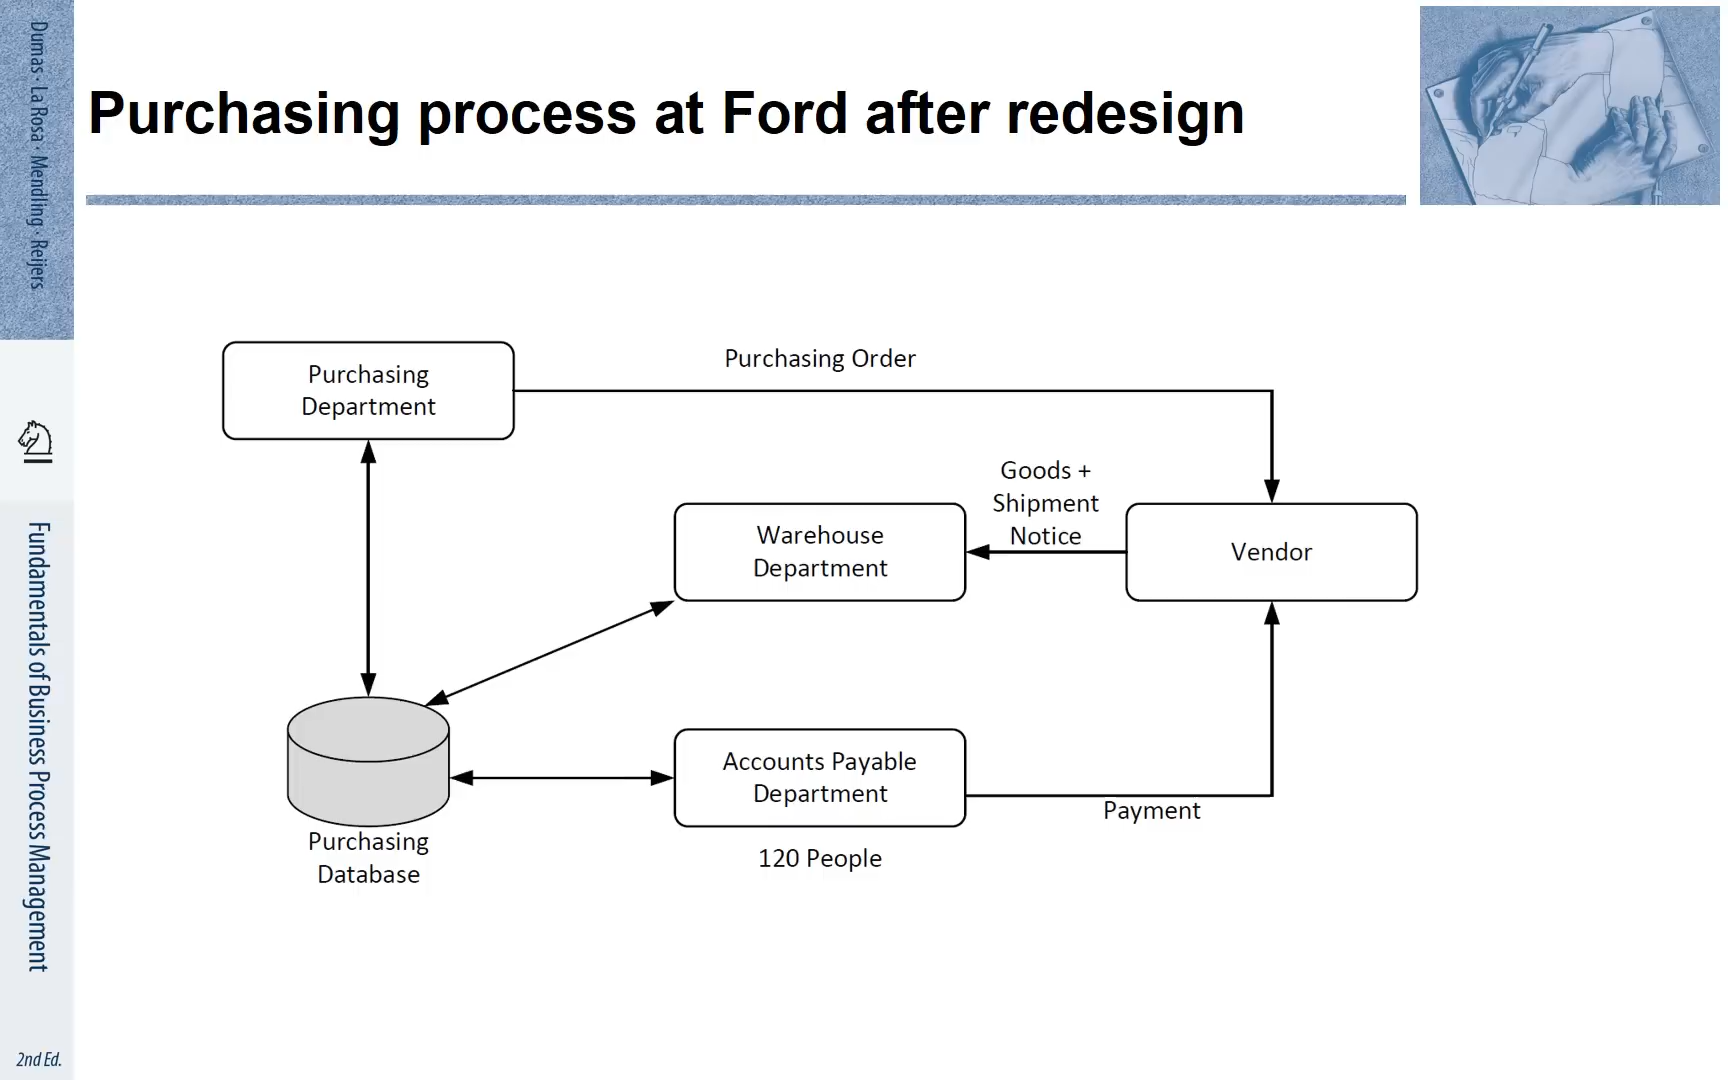 Dumas · La Rosa · Mendling · Reijers
Fundamentals of Business Process Management
2nd Ed.
Purchasing process at Ford after redesign
Purchasing
Department
Purchasing Order
Goods +
Shipment
Notice
Warehouse
Department
Vendor
Accounts Payable
Department
Payment
Purchasing
Database
120 People